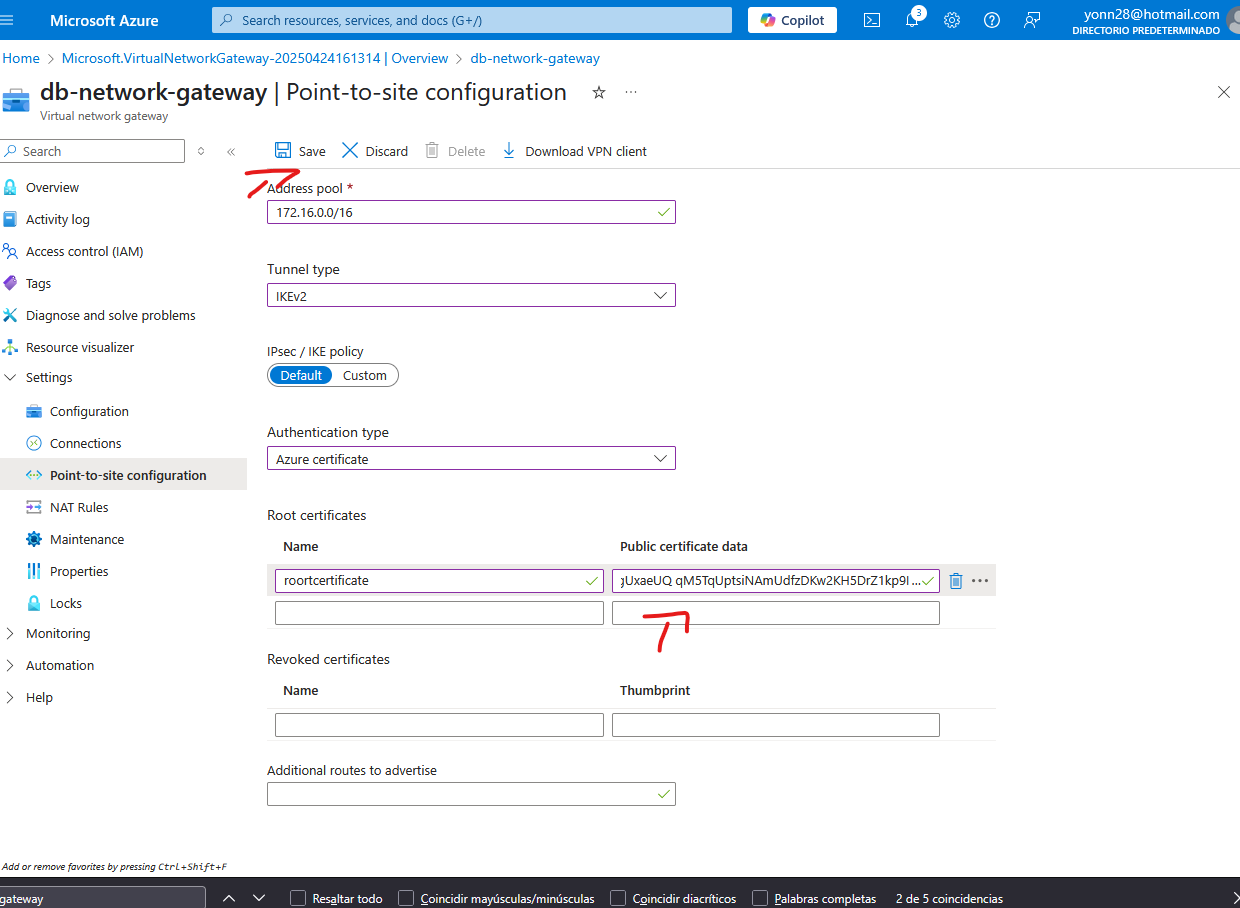 Microsoft Azure
Search resources, services, and docs (G+/)
Copilot
3
yonn28@hotmail.com
DIRECTORIO PREDETERMINADO
Home > Microsoft.VirtualNetworkGateway-20250424161314 | Overview > db-network-gateway
db-network-gateway | Point-to-site configuration
Virtual network gateway
Search
Save
Discard
Delete
Download VPN client
Overview
Activity log
Access control (IAM)
Tags
Diagnose and solve problems
Resource visualizer
Settings
Configuration
Connections
Point-to-site configuration
NAT Rules
Maintenance
Properties
Locks
Monitoring
Automation
Help
Address pool *
172.16.0.0/16
Tunnel type
IKEv2
IPsec / IKE policy
Default Custom
Authentication type
Azure certificate
Root certificates
Name Public certificate data
roortcertificate gUxaeUQ qM5TqUptsiNAmUdfzDKw2KH5DrZ1kp9I ...
Revoked certificates
Name Thumbprint
Additional routes to advertise
Add or remove favorites by pressing Ctrl+Shift+F
gateway
Resaltar todo
Coincidir mayúsculas/minúsculas
Coincidir diacríticos
Palabras completas
2 de 5 coincidencias